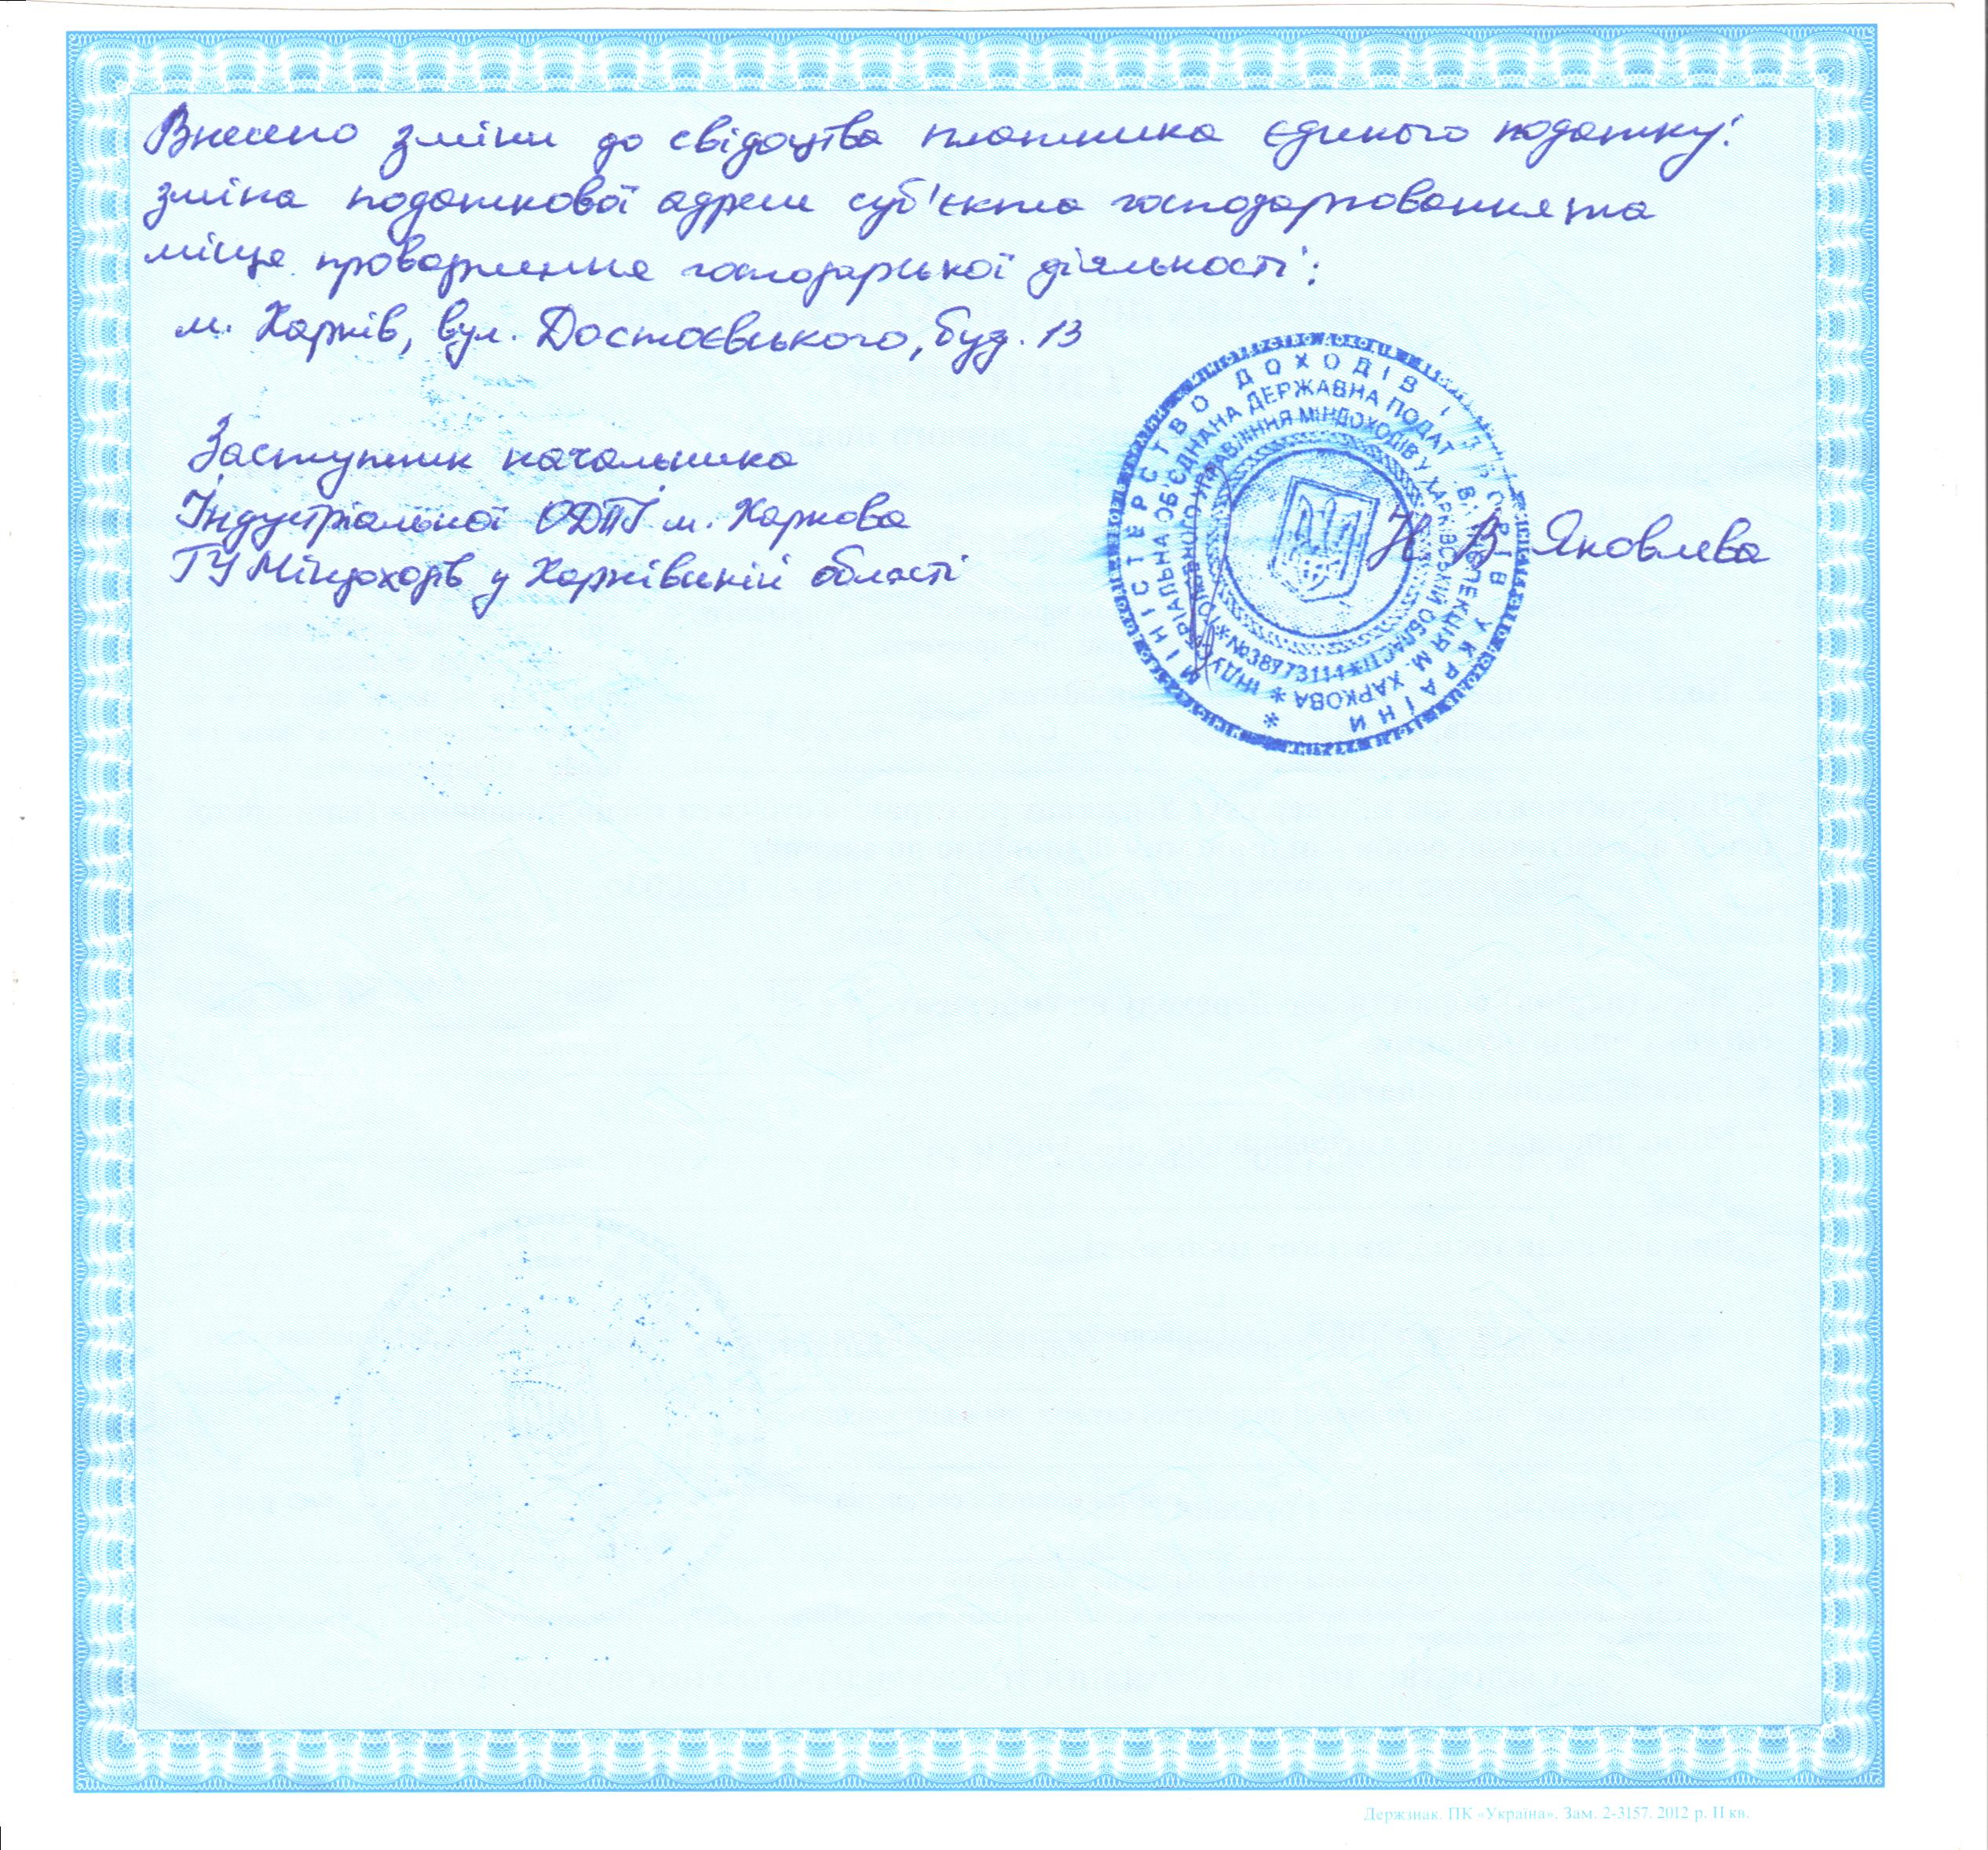 Внесено зміни до свідоцтва платника єдиного податку:
зміна податкової адреси суб'єкта господарювання та
місце провадження господарської діяльності:
м. Харків, вул. Достоєвського, буд. 13
Заступник начальника
Індустріальної ОДПІ м. Харкова
ГУ Міндоходів у Харківській області
Н. В. Яковлева
МІНІСТЕРСТВО ДОХОДІВ І ЗБОРІВ УКРАЇНИ *
ІНДУСТРІАЛЬНА ОБ'ЄДНАНА ДЕРЖАВНА ПОДАТКОВА ІНСПЕКЦІЯ М. ХАРКОВА *
ГОЛОВНОГО УПРАВЛІННЯ МІНДОХОДІВ У ХАРКІВСЬКІЙ ОБЛАСТІ
*№38773114*
Держзнак. ПК «Україна». Зам. 2-3157. 2012 р. II кв.